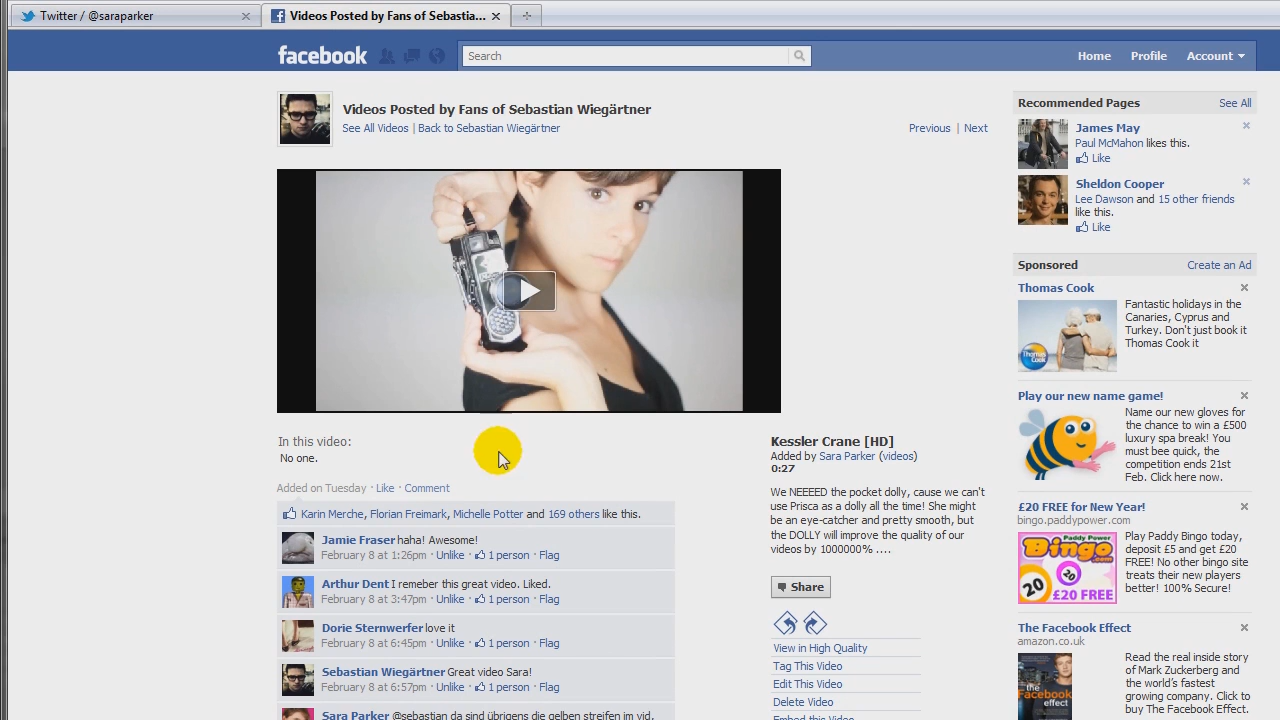 Twitter / @saraparker
Videos Posted by Fans of Sebastia...
facebook
Search
Home
Profile
Account
Videos Posted by Fans of Sebastian Wiegärtner
See All Videos | Back to Sebastian Wiegärtner
Previous | Next
In this video:
No one.
Added on Tuesday · Like · Comment
Karin Merche, Florian Freimark, Michelle Potter and 169 others like this.
Jamie Fraser haha! Awesome!
February 8 at 1:26pm · Unlike · 1 person · Flag
Arthur Dent I remeber this great video. Liked.
February 8 at 3:47pm · Unlike · 1 person · Flag
Dorie Sternwerfer love it
February 8 at 6:45pm · Unlike · 1 person · Flag
Sebastian Wiegärtner Great video Sara!
February 8 at 6:57pm · Unlike · 1 person · Flag
Sara Parker @sebastian da sind übrigens die gelben streifen im vid.
Kessler Crane [HD]
Added by Sara Parker (videos)
0:27
We NEEEED the pocket dolly, cause we can't
use Prisca as a dolly all the time! She might
be an eye-catcher and pretty smooth, but
the DOLLY will improve the quality of our
videos by 1000000% ....
Share
View in High Quality
Tag This Video
Edit This Video
Delete Video
Embed this Video
Recommended Pages
See All
James May
Paul McMahon likes this.
Like
Sheldon Cooper
Lee Dawson and 15 other friends
like this.
Like
Sponsored
Create an Ad
Thomas Cook
Fantastic holidays in the
Canaries, Cyprus and
Turkey. Don't just book it
Thomas Cook it
Thomas
Cook
Play our new name game!
Name our new gloves for
the chance to win a £500
luxury spa break! You
must bee quick, the
competition ends 21st
Feb. Click here now.
£20 FREE for New Year!
bingo.paddypower.com
Paddy Power
Bingo
20
£20 FREE
Play Paddy Bingo today,
deposit £5 and get £20
FREE! No other bingo site
treats their new players
better! 100% Secure!
The Facebook Effect
amazon.co.uk
the
Facebook
effect
Read the real inside story
of Mark Zuckerberg and
the world's fastest
growing company. Click to
buy The Facebook Effect.